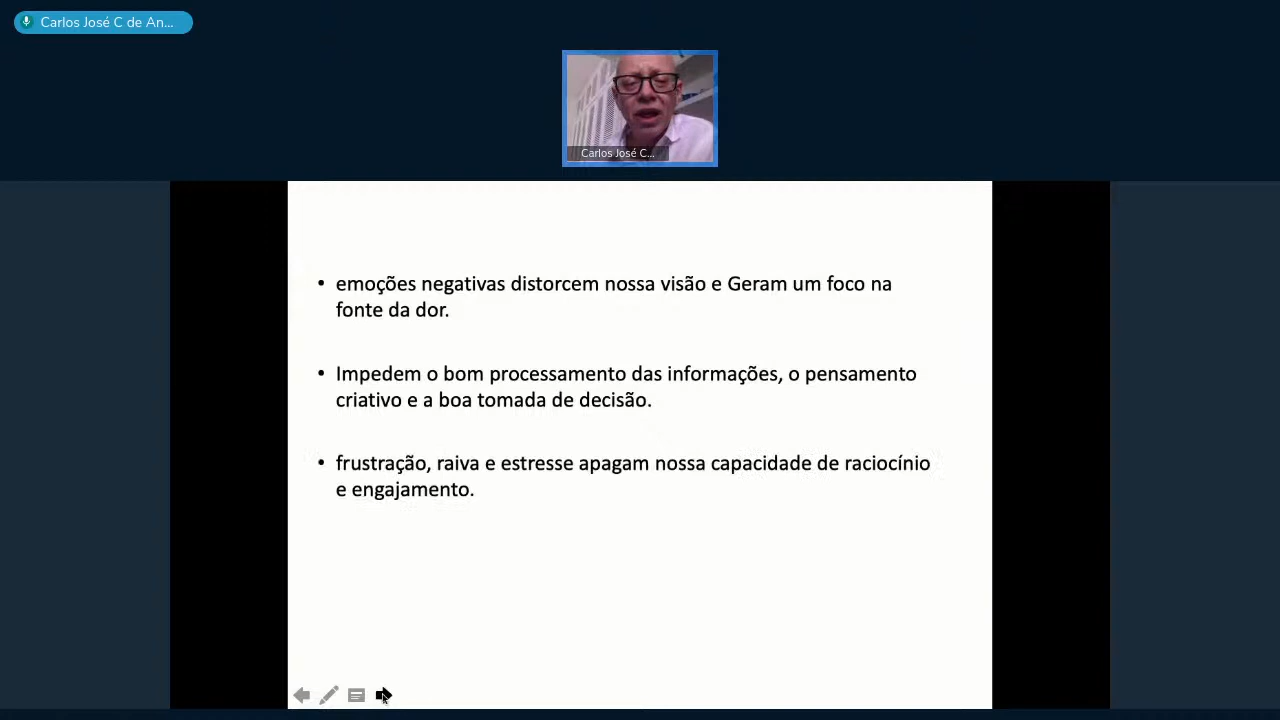 Carlos José C de An...
Carlos José C...
• emoções negativas distorcem nossa visão e Geram um foco na
fonte da dor.
• Impedem o bom processamento das informações, o pensamento
criativo e a boa tomada de decisão.
• frustração, raiva e estresse apagam nossa capacidade de raciocínio
e engajamento.